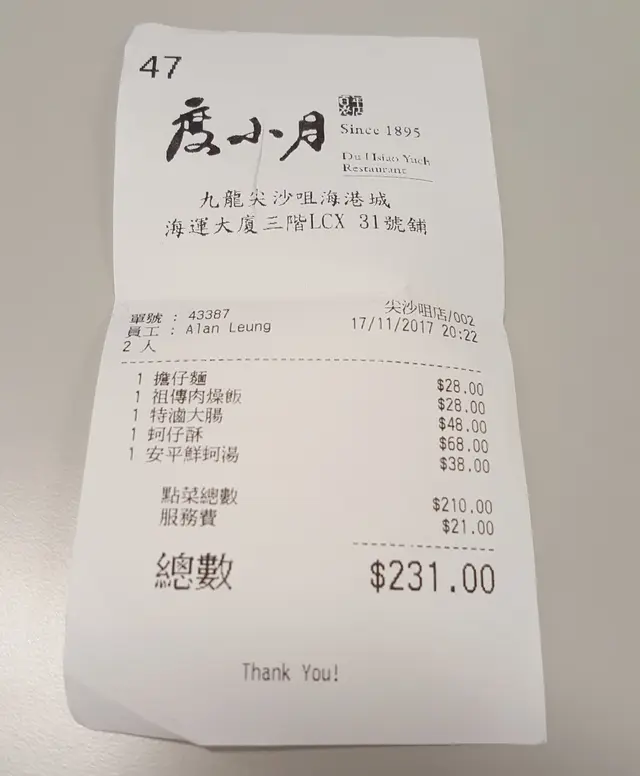 47
度小月
百年老店
Since 1895
Du Hsiao Yueh
Restaurant
九龍尖沙咀海港城
海運大廈三階LCX 31號舖
單號 : 43387 尖沙咀店/002
員工 : Alan Leung 17/11/2017 20:22
2 人
1 擔仔麵 $28.00
1 祖傳肉燥飯 $28.00
1 特滷大腸 $48.00
1 蚵仔酥 $68.00
1 安平鮮蚵湯 $38.00
點菜總數 $210.00
服務費 $21.00
總數 $231.00
Thank You!